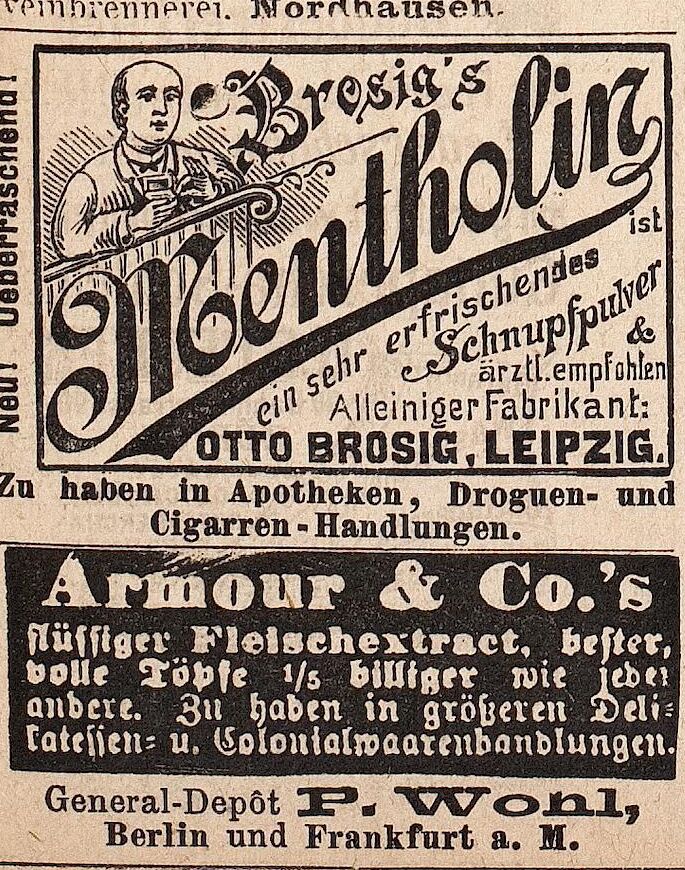 Nordhausen.
Neu! Ueberraschend!
Brosig's
Mentholin
ist
ein sehr erfrischendes
Schnupfpulver
&
ärztl. empfohlen
Alleiniger Fabrikant:
OTTO BROSIG, LEIPZIG.
Zu haben in Apotheken, Droguen- und
Cigarren-Handlungen.
Armour & Co.'s
flüssiger Fleischextract, bester,
volle Töpfe 1/5 billiger wie jeder
andere. Zu haben in größeren Deli-
katessen- u. Colonialwaarenhandlungen.
General-Depôt P. Wohl,
Berlin und Frankfurt a. M.